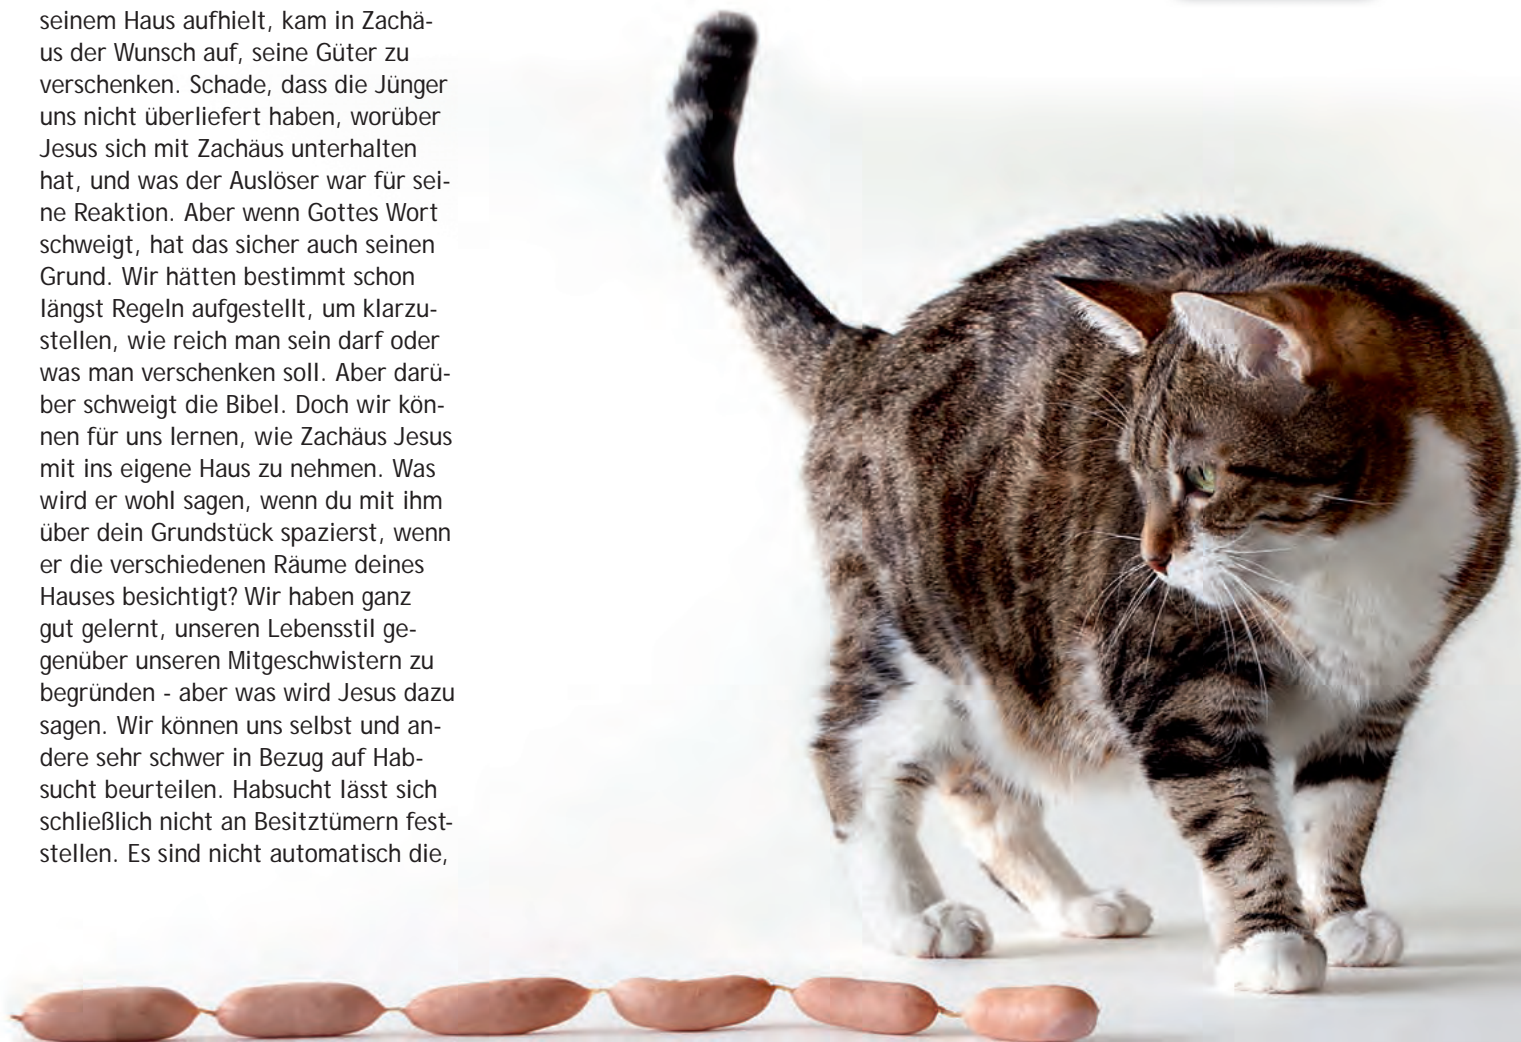 seinem Haus aufhielt, kam in Zachä-
us der Wunsch auf, seine Güter zu
verschenken. Schade, dass die Jünger
uns nicht überliefert haben, worüber
Jesus sich mit Zachäus unterhalten
hat, und was der Auslöser war für sei-
ne Reaktion. Aber wenn Gottes Wort
schweigt, hat das sicher auch seinen
Grund. Wir hätten bestimmt schon
längst Regeln aufgestellt, um klarzu-
stellen, wie reich man sein darf oder
was man verschenken soll. Aber darü-
ber schweigt die Bibel. Doch wir kön-
nen für uns lernen, wie Zachäus Jesus
mit ins eigene Haus zu nehmen. Was
wird er wohl sagen, wenn du mit ihm
über dein Grundstück spazierst, wenn
er die verschiedenen Räume deines
Hauses besichtigt? Wir haben ganz
gut gelernt, unseren Lebensstil ge-
genüber unseren Mitgeschwistern zu
begründen - aber was wird Jesus dazu
sagen. Wir können uns selbst und an-
dere sehr schwer in Bezug auf Hab-
sucht beurteilen. Habsucht lässt sich
schließlich nicht an Besitztümern fest-
stellen. Es sind nicht automatisch die,